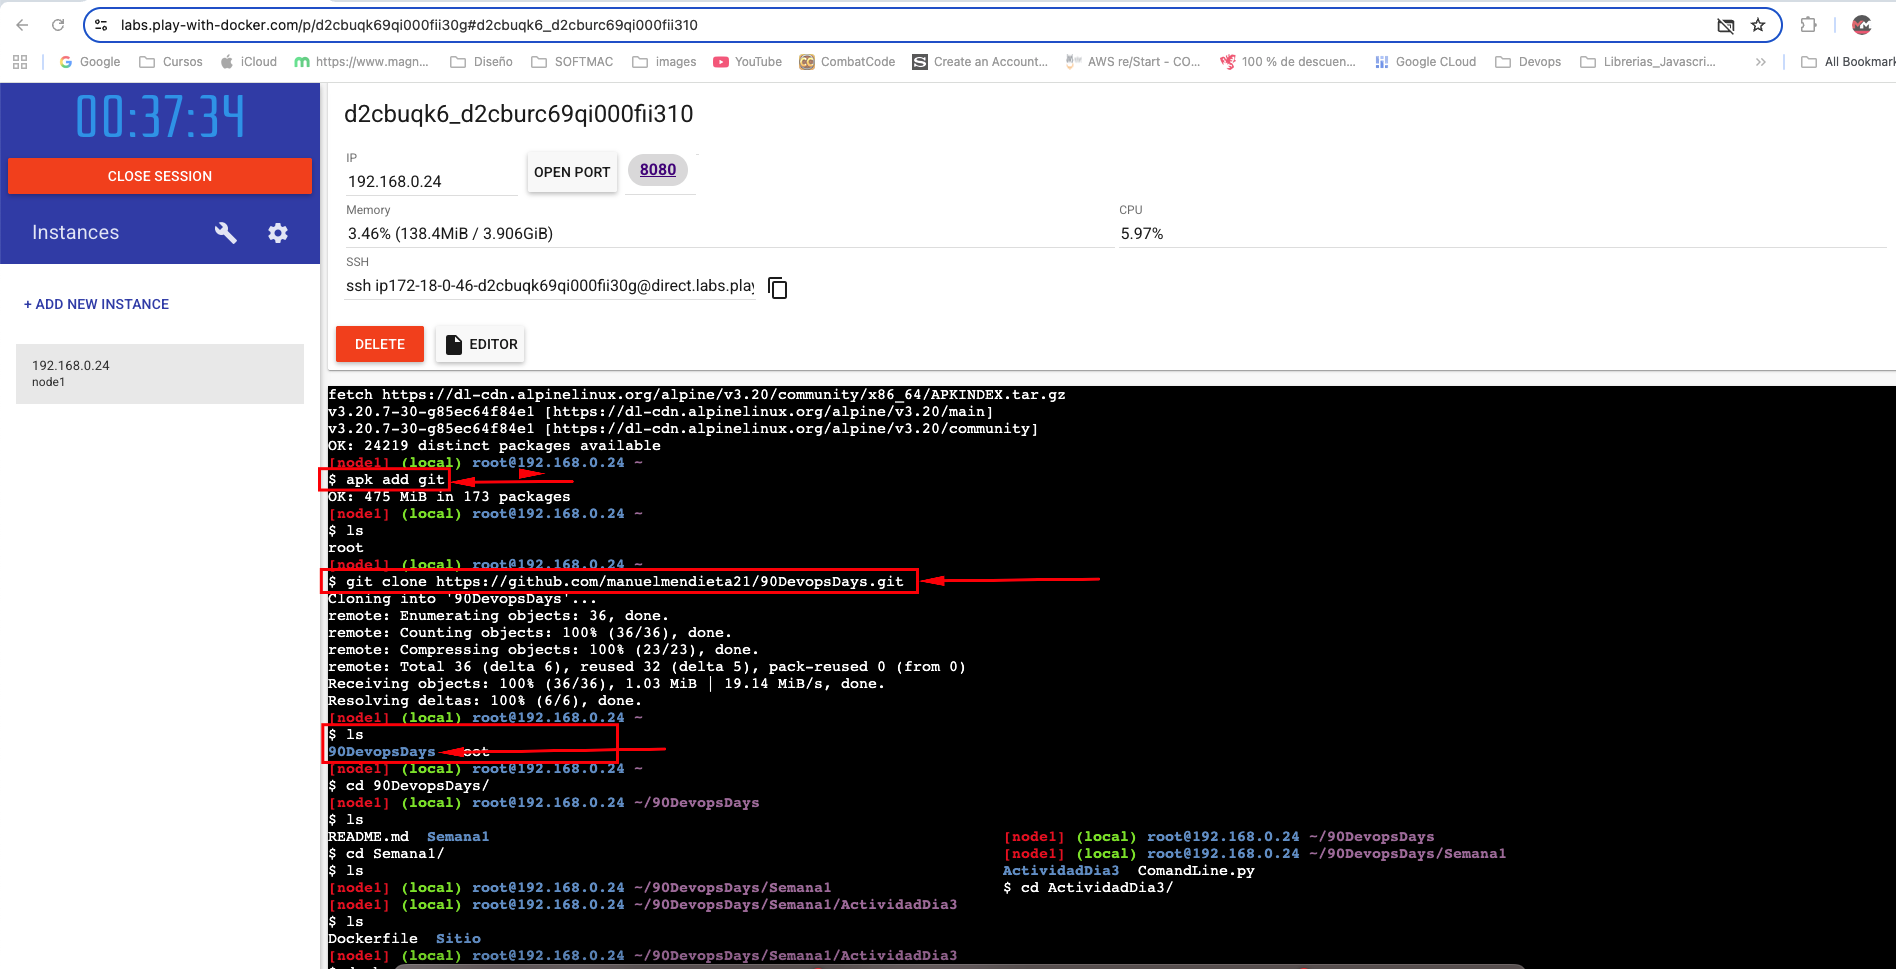 labs.play-with-docker.com/p/d2cbuqk69qi000fii30g#d2cbuqk6_d2cburc69qi000fii310
Google Cursos iCloud https://www.magn... Diseño SOFTMAC images YouTube CombatCode Create an Account... AWS re/Start - CO... 100 % de descuen... Google CLoud Devops Librerias_Javascri... » All Bookmark
00:37:34
CLOSE SESSION
Instances
+ ADD NEW INSTANCE
192.168.0.24
node1
d2cbuqk6_d2cburc69qi000fii310
IP
192.168.0.24
OPEN PORT
8080
Memory
3.46% (138.4MiB / 3.906GiB)
CPU
5.97%
SSH
ssh ip172-18-0-46-d2cbuqk69qi000fii30g@direct.labs.play
DELETE
EDITOR
fetch https://dl-cdn.alpinelinux.org/alpine/v3.20/community/x86_64/APKINDEX.tar.gz
v3.20.7-30-g85ec64f84e1 [https://dl-cdn.alpinelinux.org/alpine/v3.20/main]
v3.20.7-30-g85ec64f84e1 [https://dl-cdn.alpinelinux.org/alpine/v3.20/community]
OK: 24219 distinct packages available
[node1] (local) root@192.168.0.24 ~
$ apk add git
OK: 475 MiB in 173 packages
[node1] (local) root@192.168.0.24 ~
$ ls
root
[node1] (local) root@192.168.0.24 ~
$ git clone https://github.com/manuelmendieta21/90DevopsDays.git
Cloning into '90DevopsDays'...
remote: Enumerating objects: 36, done.
remote: Counting objects: 100% (36/36), done.
remote: Compressing objects: 100% (23/23), done.
remote: Total 36 (delta 6), reused 32 (delta 5), pack-reused 0 (from 0)
Receiving objects: 100% (36/36), 1.03 MiB | 19.14 MiB/s, done.
Resolving deltas: 100% (6/6), done.
[node1] (local) root@192.168.0.24 ~
$ ls
90DevopsDays
[node1] (local) root@192.168.0.24 ~
$ cd 90DevopsDays/
[node1] (local) root@192.168.0.24 ~/90DevopsDays
$ ls
README.md Semana1 [node1] (local) root@192.168.0.24 ~/90DevopsDays
$ cd Semana1/ [node1] (local) root@192.168.0.24 ~/90DevopsDays/Semana1
$ ls ActividadDia3 ComandLine.py
[node1] (local) root@192.168.0.24 ~/90DevopsDays/Semana1 $ cd ActividadDia3/
[node1] (local) root@192.168.0.24 ~/90DevopsDays/Semana1/ActividadDia3
$ ls
Dockerfile Sitio
[node1] (local) root@192.168.0.24 ~/90DevopsDays/Semana1/ActividadDia3